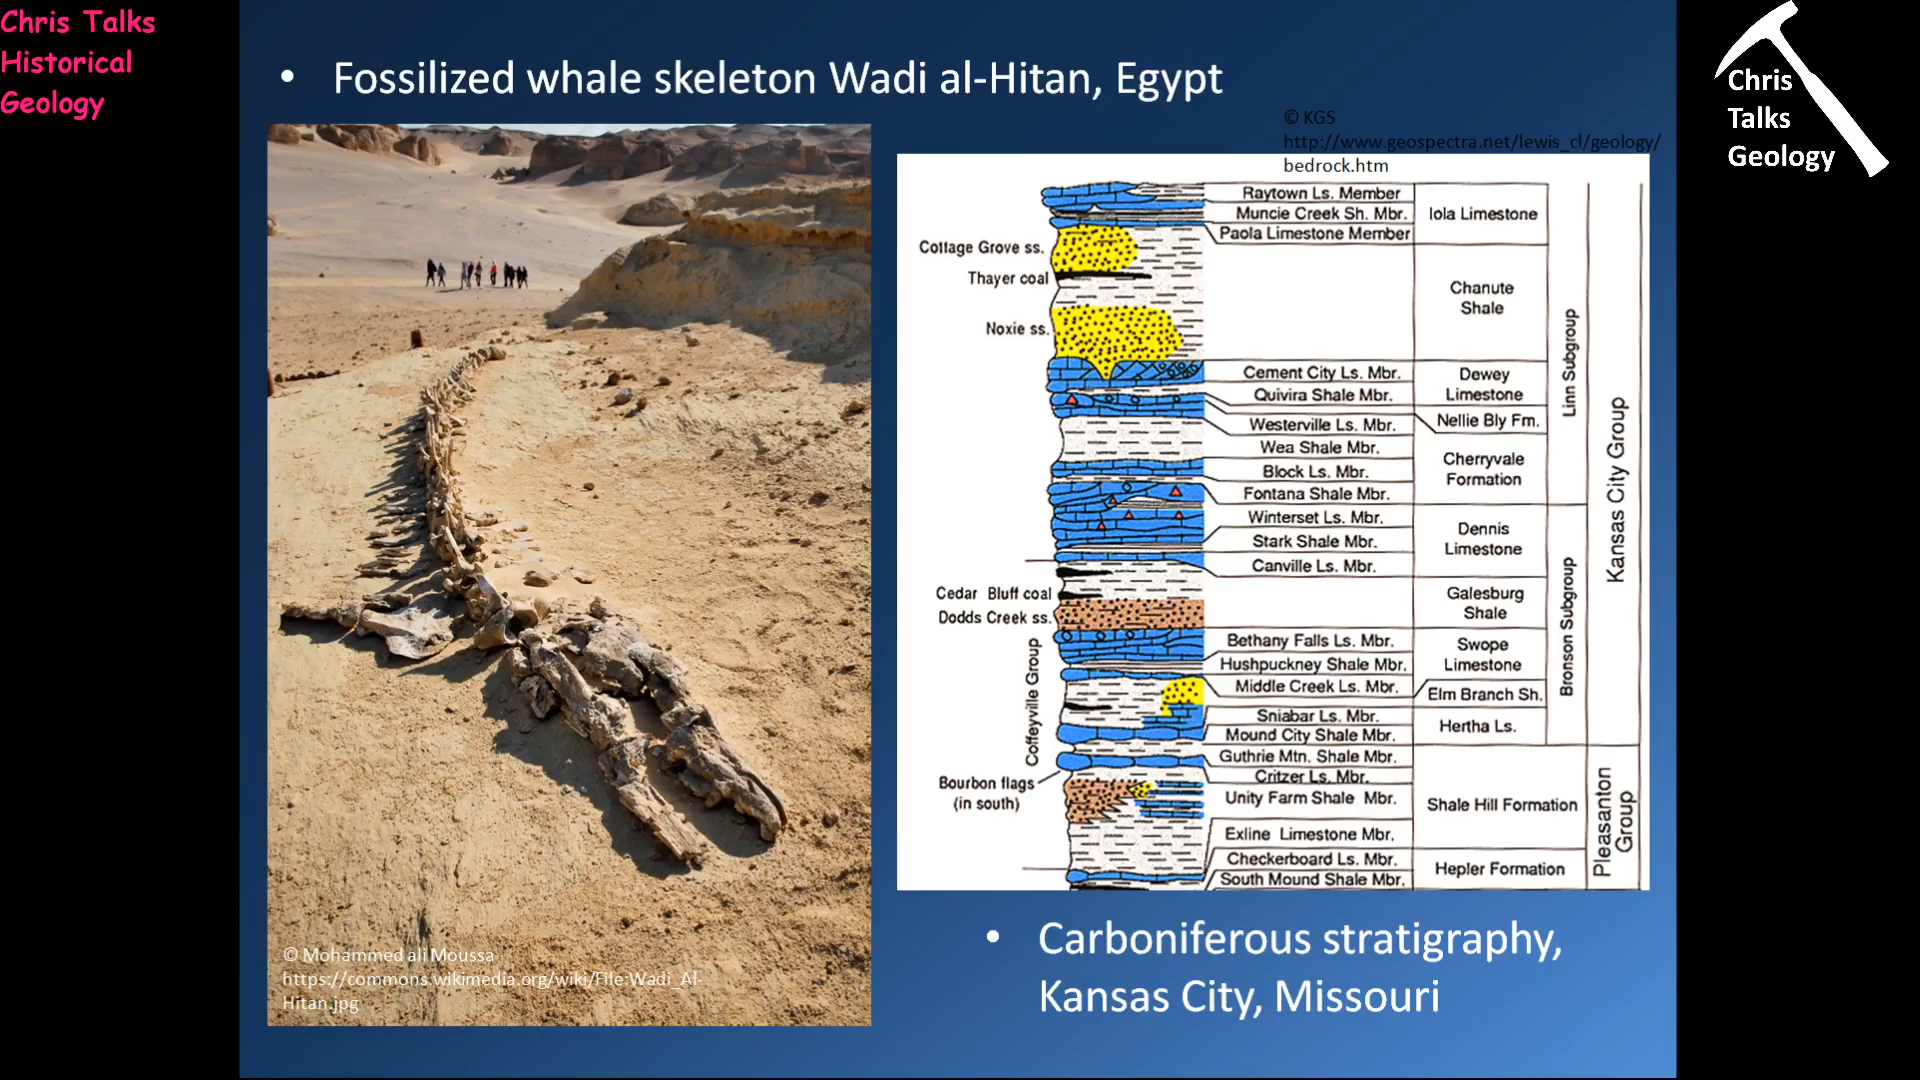 Chris Talks
Historical
Geology
• Fossilized whale skeleton Wadi al-Hitan, Egypt
Chris
Talks
Geology
© KGS
http://www.geospectra.net/lewis_cl/geology/
bedrock.htm
Raytown Ls. Member
Muncie Creek Sh. Mbr.
Paola Limestone Member
Iola Limestone
Cottage Grove ss.
Thayer coal
Noxie ss.
Chanute
Shale
Cement City Ls. Mbr.
Quivira Shale Mbr.
Dewey
Limestone
Westerville Ls. Mbr.
Nellie Bly Fm.
Wea Shale Mbr.
Block Ls. Mbr.
Fontana Shale Mbr.
Cherryvale
Formation
Linn Subgroup
Winterset Ls. Mbr.
Stark Shale Mbr.
Canville Ls. Mbr.
Dennis
Limestone
Cedar Bluff coal
Dodds Creek ss.
Galesburg
Shale
Bethany Falls Ls. Mbr.
Hushpuckney Shale Mbr.
Middle Creek Ls. Mbr.
Swope
Limestone
Elm Branch Sh.
Sniabar Ls. Mbr.
Mound City Shale Mbr.
Hertha Ls.
Bronson Subgroup
Kansas City Group
Coffeyville Group
Guthrie Mtn. Shale Mbr.
Critzer Ls. Mbr.
Bourbon flags
(in south)
Unity Farm Shale Mbr.
Exline Limestone Mbr.
Shale Hill Formation
Checkerboard Ls. Mbr.
South Mound Shale Mbr.
Hepler Formation
Pleasanton
Group
© Mohammed ali Moussa
https://commons.wikimedia.org/wiki/File:Wadi_Al-
Hitan.jpg
• Carboniferous stratigraphy,
Kansas City, Missouri